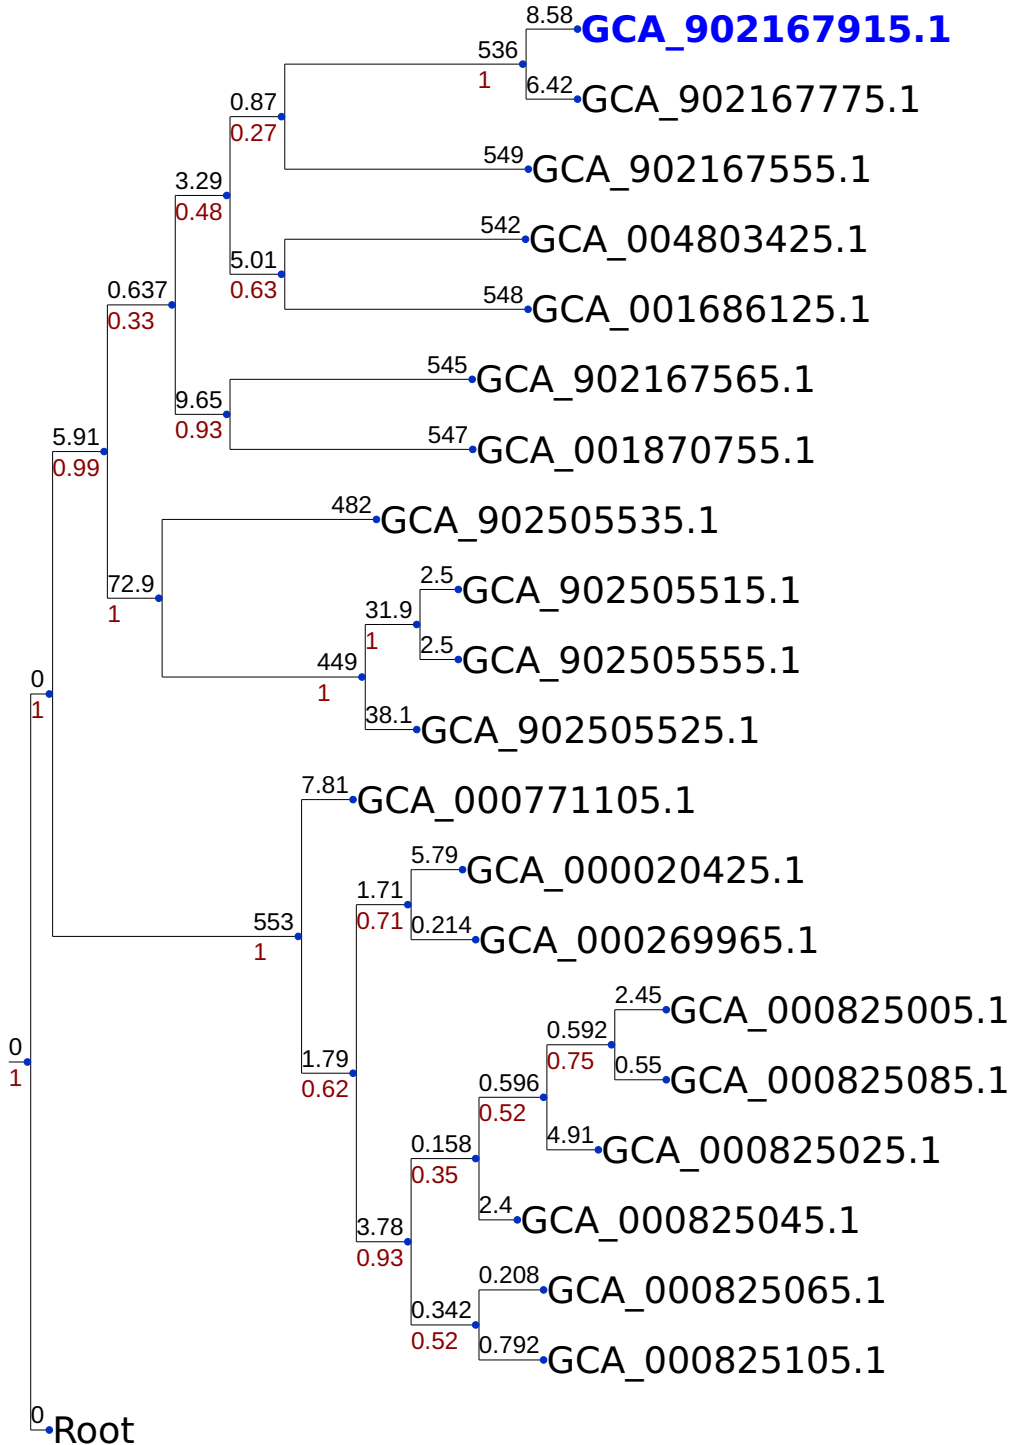 8.58
GCA_902167915.1
536
1
6.42
GCA_902167775.1
0.87
0.27
549
GCA_902167555.1
3.29
0.48
542
GCA_004803425.1
5.01
0.63
548
GCA_001686125.1
0.637
0.33
545
GCA_902167565.1
9.65
0.93
547
GCA_001870755.1
5.91
0.99
482
GCA_902505535.1
72.9
1
2.5
GCA_902505515.1
31.9
1
2.5
GCA_902505555.1
449
1
38.1
GCA_902505525.1
0
1
7.81
GCA_000771105.1
5.79
GCA_000020425.1
1.71
0.71
0.214
GCA_000269965.1
553
1
2.45
GCA_000825005.1
0.592
0.75
0.55
GCA_000825085.1
0
1
1.79
0.62
0.596
0.52
4.91
GCA_000825025.1
0.158
0.35
2.4
GCA_000825045.1
3.78
0.93
0.208
GCA_000825065.1
0.342
0.52
0.792
GCA_000825105.1
0
Root